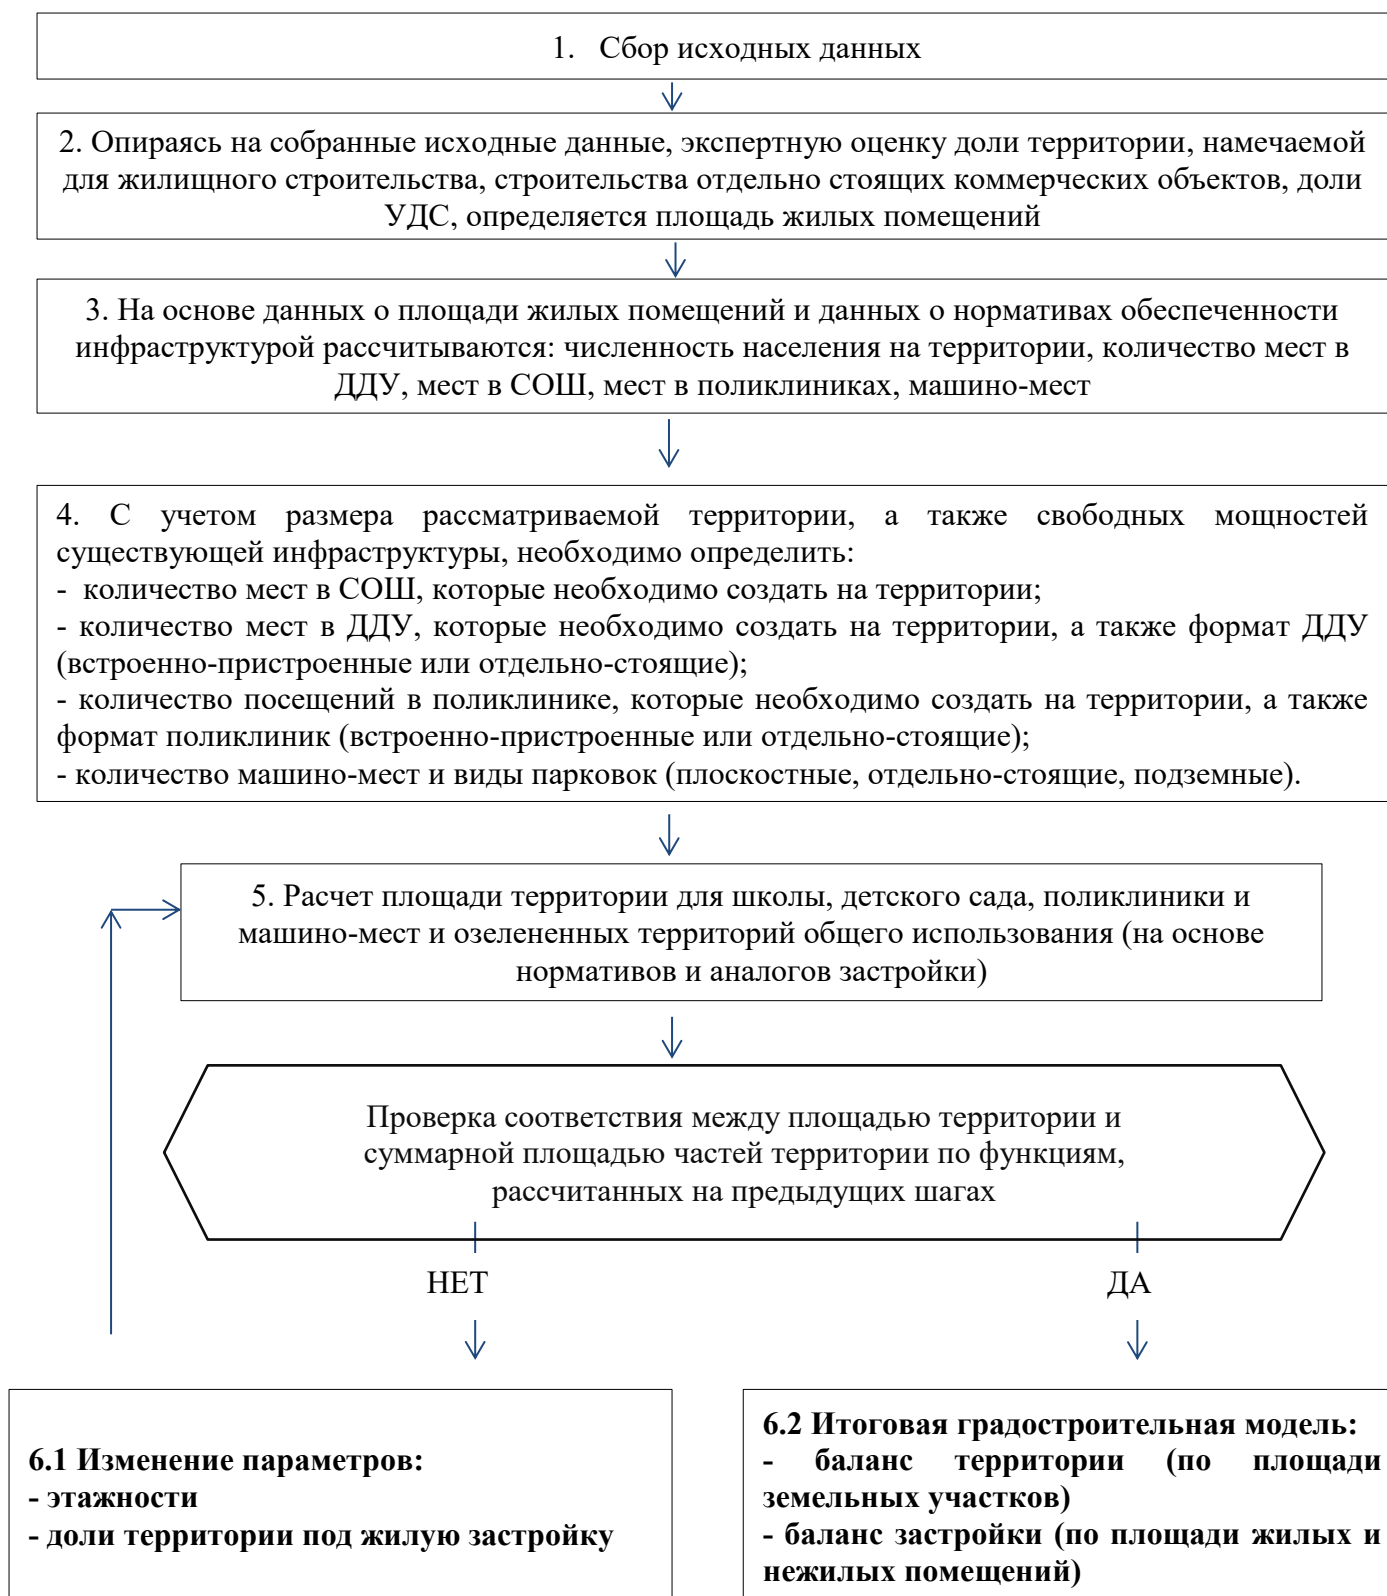 1. Сбор исходных данных
2. Опираясь на собранные исходные данные, экспертную оценку доли территории, намечаемой
для жилищного строительства, строительства отдельно стоящих коммерческих объектов, доли
УДС, определяется площадь жилых помещений
3. На основе данных о площади жилых помещений и данных о нормативах обеспеченности
инфраструктурой рассчитываются: численность населения на территории, количество мест в
ДДУ, мест в СОШ, мест в поликлиниках, машино-мест
4. С учетом размера рассматриваемой территории, а также свободных мощностей
существующей инфраструктуры, необходимо определить:
- количество мест в СОШ, которые необходимо создать на территории;
- количество мест в ДДУ, которые необходимо создать на территории, а также формат ДДУ
(встроенно-пристроенные или отдельно-стоящие);
- количество посещений в поликлинике, которые необходимо создать на территории, а также
формат поликлиник (встроенно-пристроенные или отдельно-стоящие);
- количество машино-мест и виды парковок (плоскостные, отдельно-стоящие, подземные).
5. Расчет площади территории для школы, детского сада, поликлиники и
машино-мест и озелененных территорий общего использования (на основе
нормативов и аналогов застройки)
Проверка соответствия между площадью территории и
суммарной площадью частей территории по функциям,
рассчитанных на предыдущих шагах
НЕТ
ДА
6.1 Изменение параметров:
- этажности
- доли территории под жилую застройку
6.2 Итоговая градостроительная модель:
- баланс территории (по площади
земельных участков)
- баланс застройки (по площади жилых и
нежилых помещений)